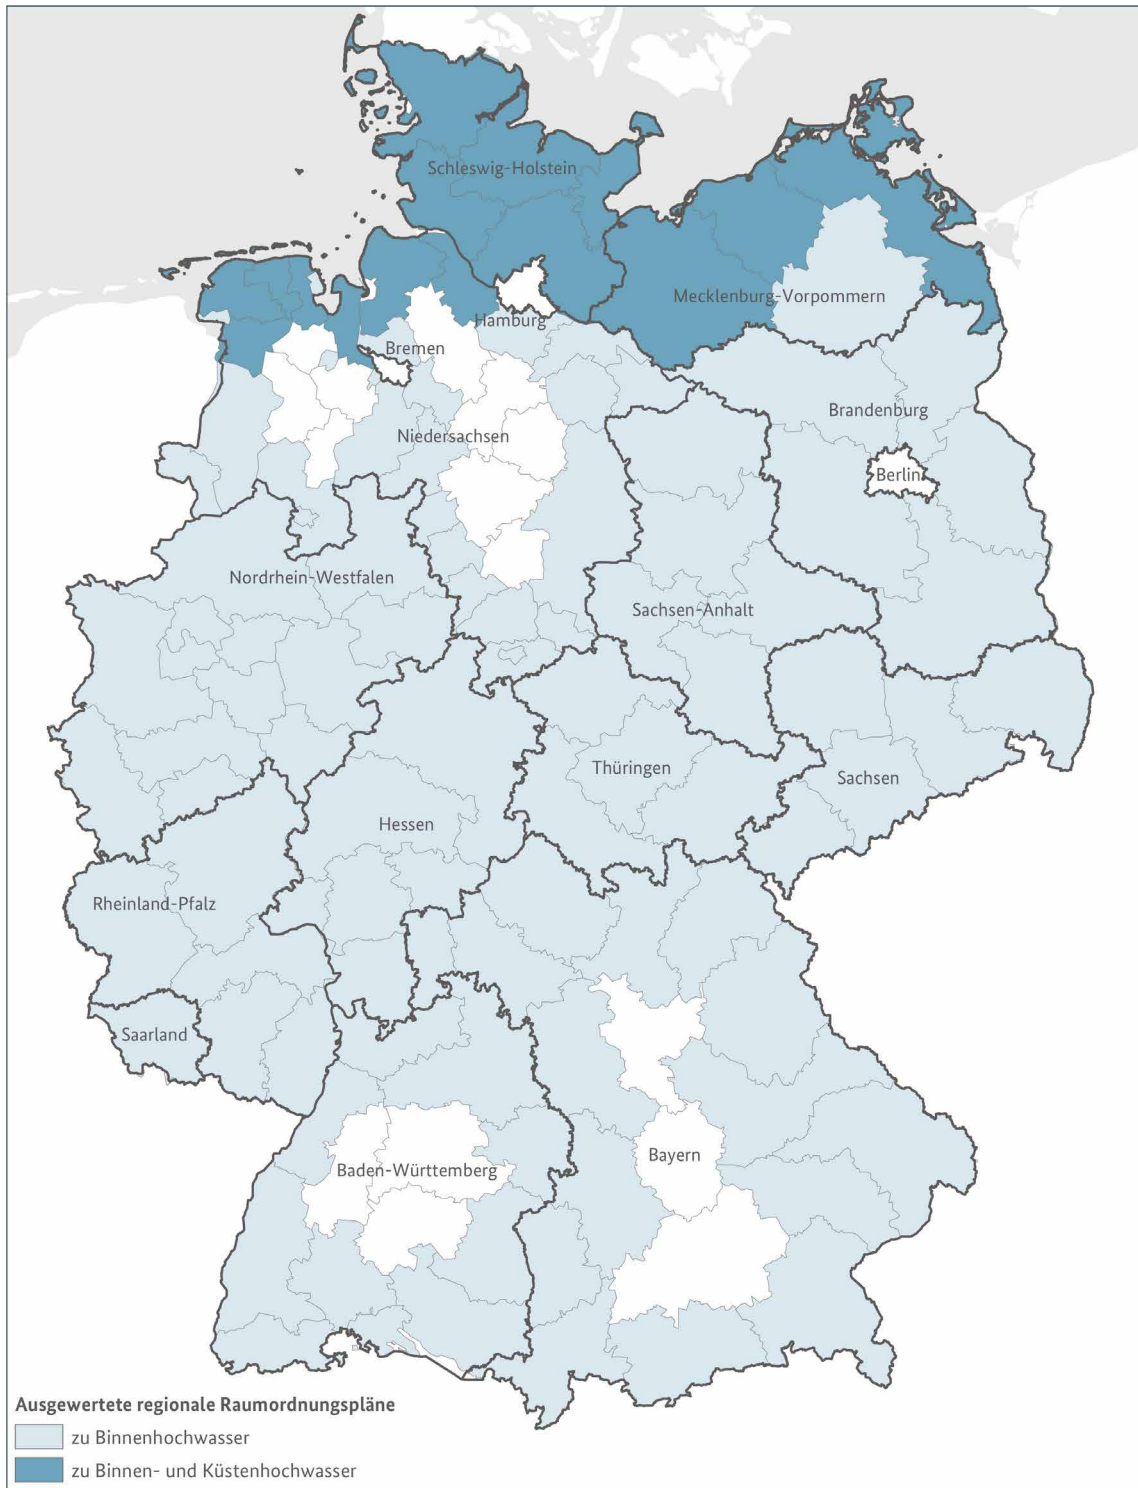 Schleswig-Holstein
Mecklenburg-Vorpommern
Hamburg
Bremen
Brandenburg
Niedersachsen
Berlin
Nordrhein-Westfalen
Sachsen-Anhalt
Thüringen
Sachsen
Hessen
Rheinland-Pfalz
Saarland
Bayern
Baden-Württemberg
Ausgewertete regionale Raumordnungspläne
zu Binnenhochwasser
zu Binnen- und Küstenhochwasser